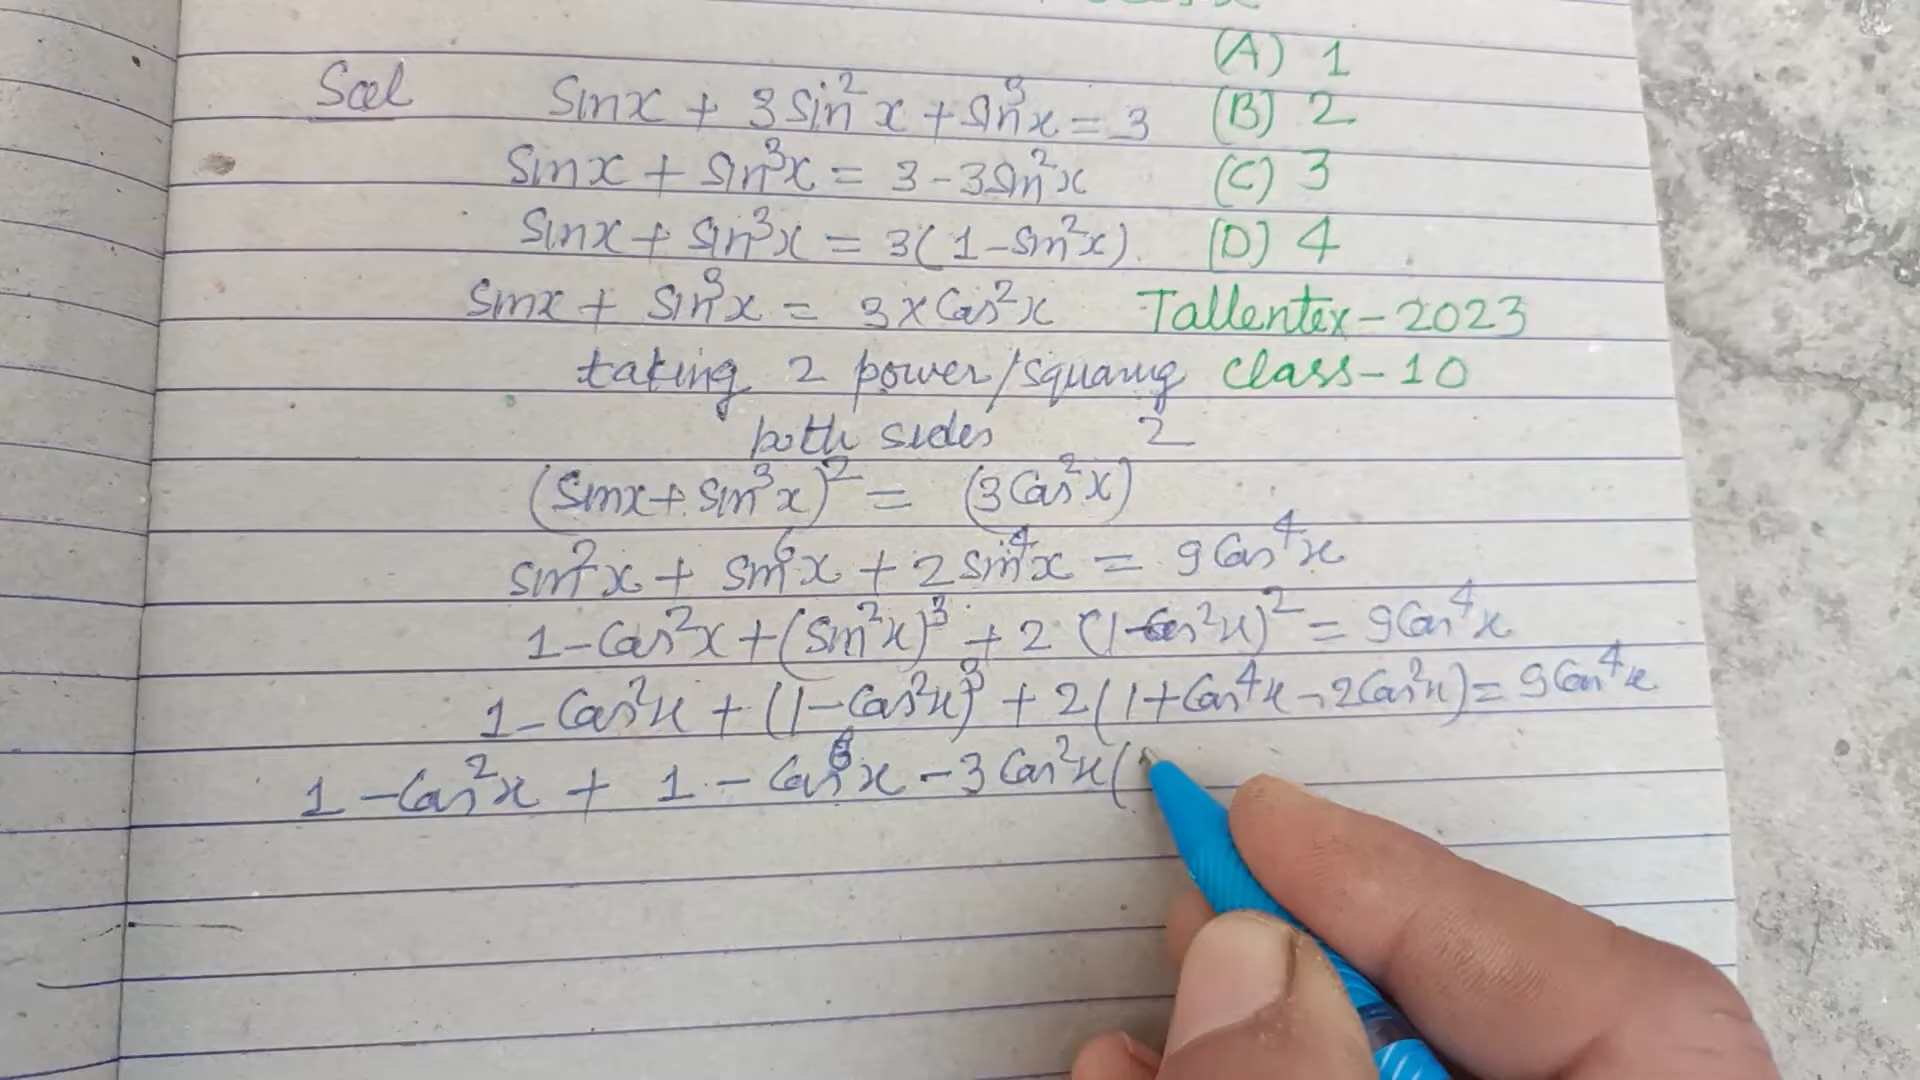 (A) 1
Sol sinx + 3sin²x + sin³x = 3 (B) 2
sinx + sin³x = 3 - 3sin²x (C) 3
sinx + sin³x = 3(1 - sin²x) (D) 4
sinx + sin³x = 3 x Cos²x Tallentex - 2023
taking 2 power/squaring class - 10
both sides
(sinx + sin³x)² = (3Cos²x)²
sin²x + sin⁶x + 2sin⁴x = 9Cos⁴x
1 - Cos²x + (sin²x)³ + 2 (1 - Cos²x)² = 9Cos⁴x
1 - Cos²x + (1 - Cos²x)³ + 2(1 + Cos⁴x - 2Cos²x) = 9Cos⁴x
1 - Cos²x + 1 - Cos⁶x - 3Cos²x(